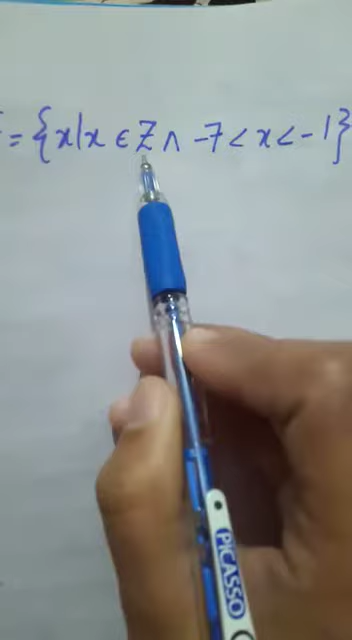 = {x|x ∈ Z ∧ -7 < x < -1}
PICASSO